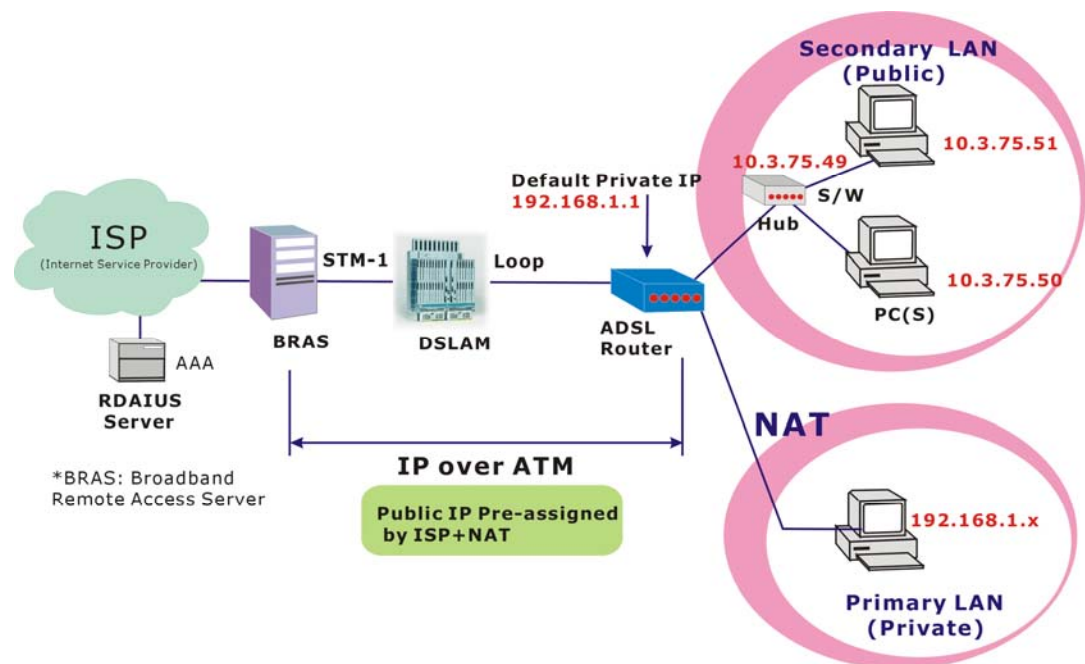 Secondary LAN
(Public)
10.3.75.51
10.3.75.49
S/W
Hub
10.3.75.50
PC(S)
Default Private IP
192.168.1.1
ISP
(Internet Service Provider)
STM-1
Loop
BRAS
DSLAM
ADSL
Router
AAA
RDAIUS
Server
NAT
IP over ATM
*BRAS: Broadband
Remote Access Server
Public IP Pre-assigned
by ISP+NAT
192.168.1.x
Primary LAN
(Private)